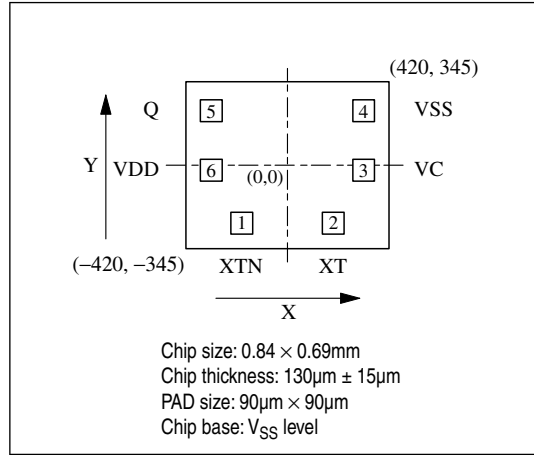 (420, 345)
Q 5 4 VSS
Y VDD 6 (0,0) 3 VC
1 2
(−420, −345) XTN XT
X
Chip size: 0.84 × 0.69mm
Chip thickness: 130µm ± 15µm
PAD size: 90µm × 90µm
Chip base: VSS level